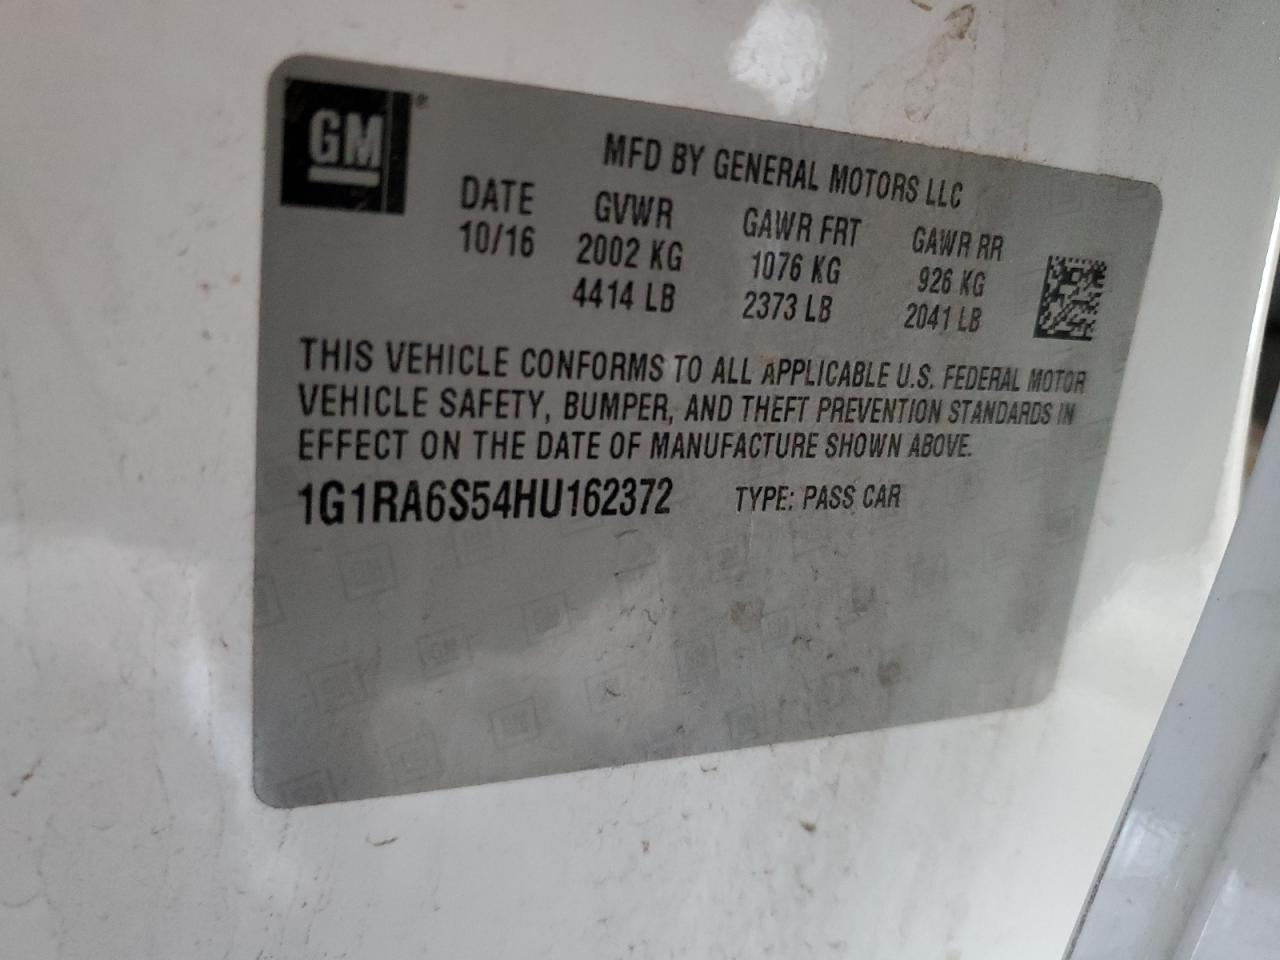 GM®
MFD BY GENERAL MOTORS LLC
DATE GVWR GAWR FRT GAWR RR
10/16 2002 KG 1076 KG 926 KG
4414 LB 2373 LB 2041 LB
THIS VEHICLE CONFORMS TO ALL APPLICABLE U.S. FEDERAL MOTOR
VEHICLE SAFETY, BUMPER, AND THEFT PREVENTION STANDARDS IN
EFFECT ON THE DATE OF MANUFACTURE SHOWN ABOVE.
1G1RA6S54HU162372 TYPE: PASS CAR